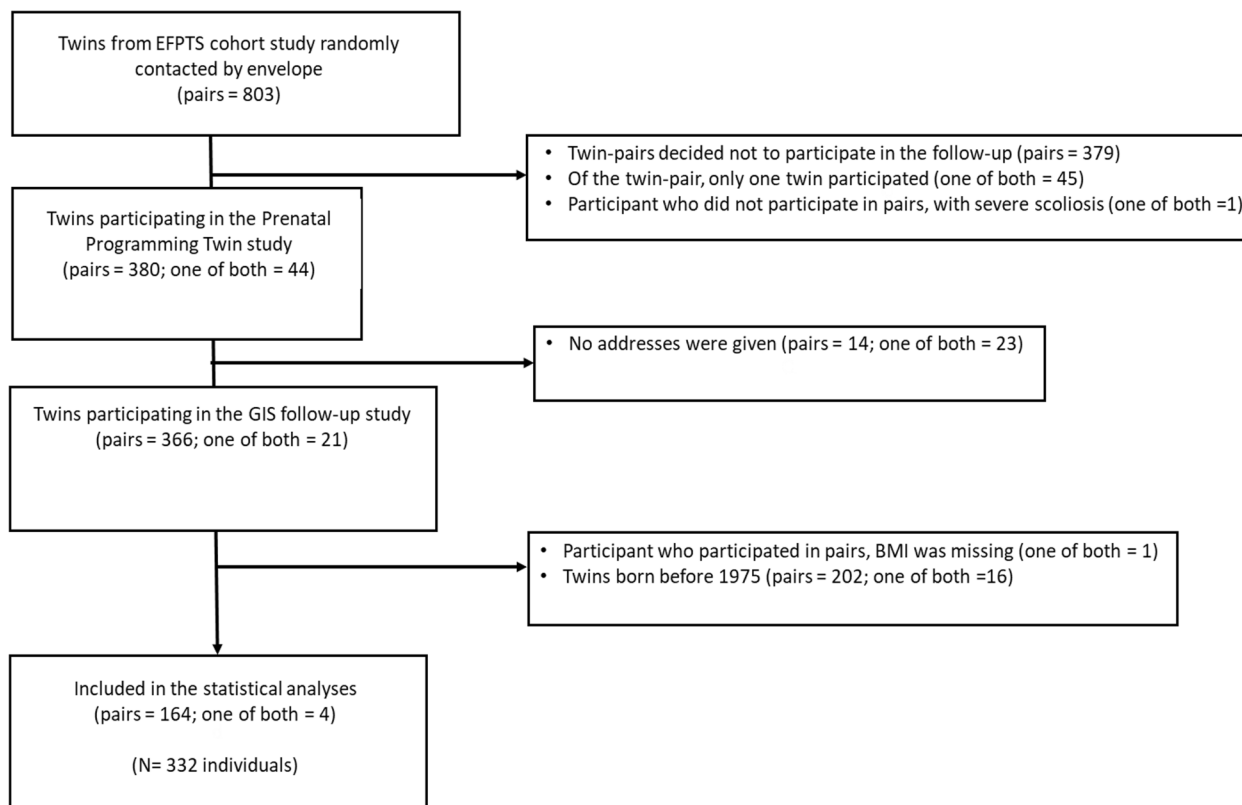 Twins from EFPTS cohort study randomly
contacted by envelope
(pairs = 803)
• Twin-pairs decided not to participate in the follow-up (pairs = 379)
• Of the twin-pair, only one twin participated (one of both = 45)
• Participant who did not participate in pairs, with severe scoliosis (one of both =1)
Twins participating in the Prenatal
Programming Twin study
(pairs = 380; one of both = 44)
• No addresses were given (pairs = 14; one of both = 23)
Twins participating in the GIS follow-up study
(pairs = 366; one of both = 21)
• Participant who participated in pairs, BMI was missing (one of both = 1)
• Twins born before 1975 (pairs = 202; one of both =16)
Included in the statistical analyses
(pairs = 164; one of both = 4)
(N= 332 individuals)